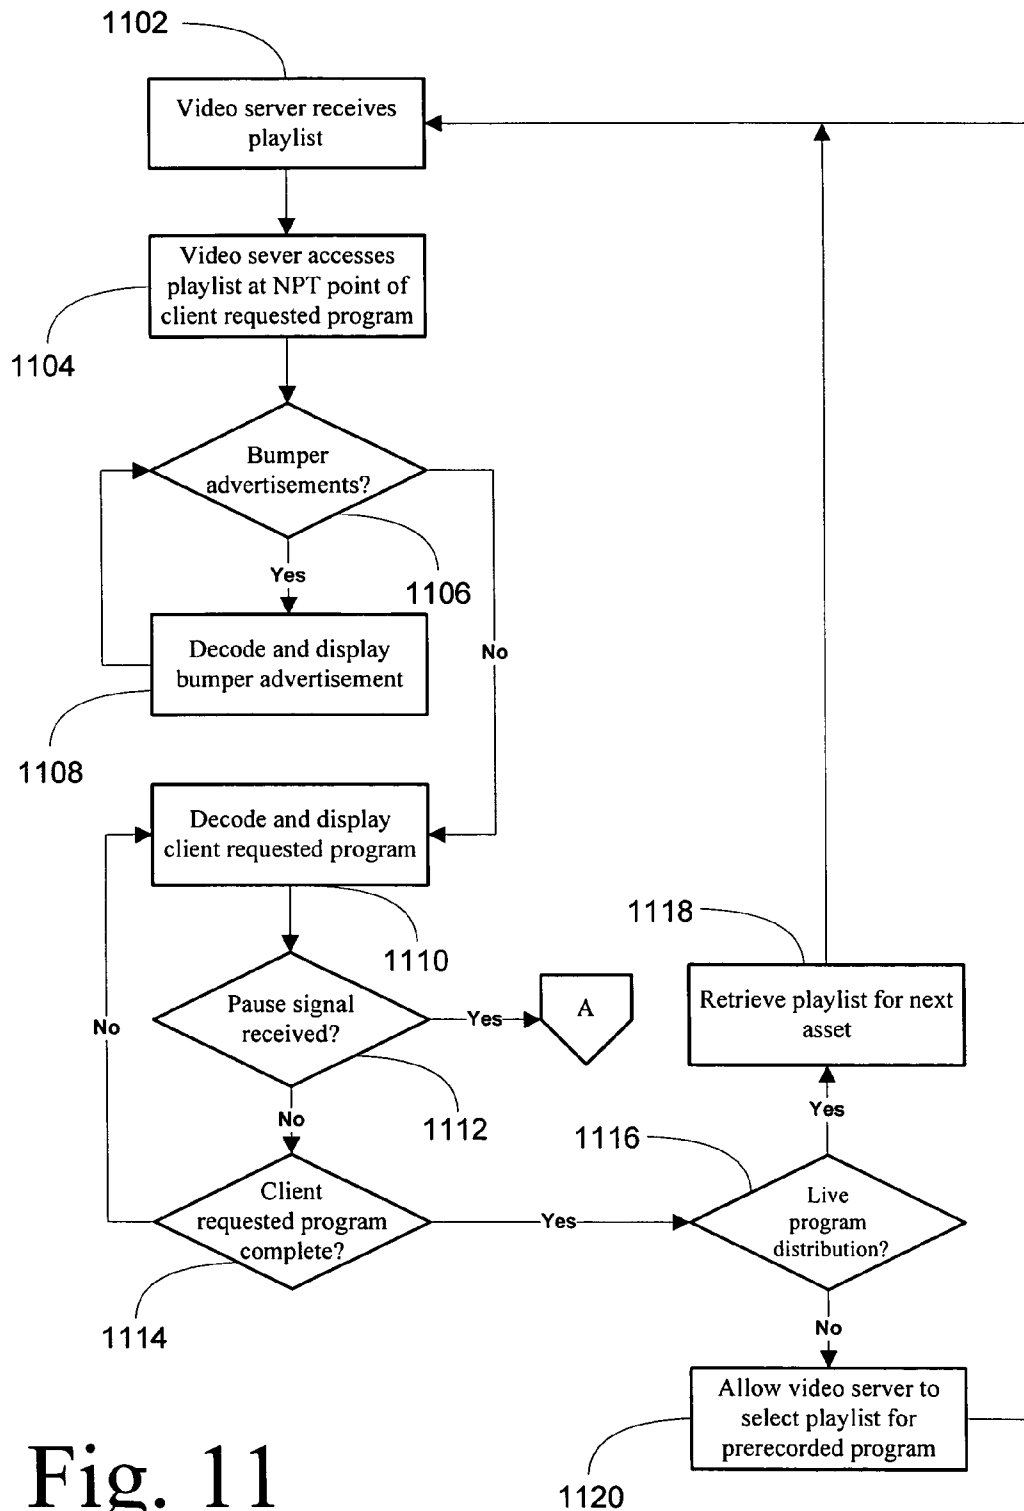 1102
Video server receives
playlist
Video sever accesses
playlist at NPT point of
client requested program
1104
Bumper
advertisements?
1106
Yes
No
Decode and display
bumper advertisement
1108
Decode and display
client requested program
1110
Pause signal
received?
Yes
A
No
No
1112
Client
requested program
complete?
Yes
1114
1118
Retrieve playlist for next
asset
Yes
1116
Live
program
distribution?
No
Allow video server to
select playlist for
prerecorded program
1120
Fig. 11